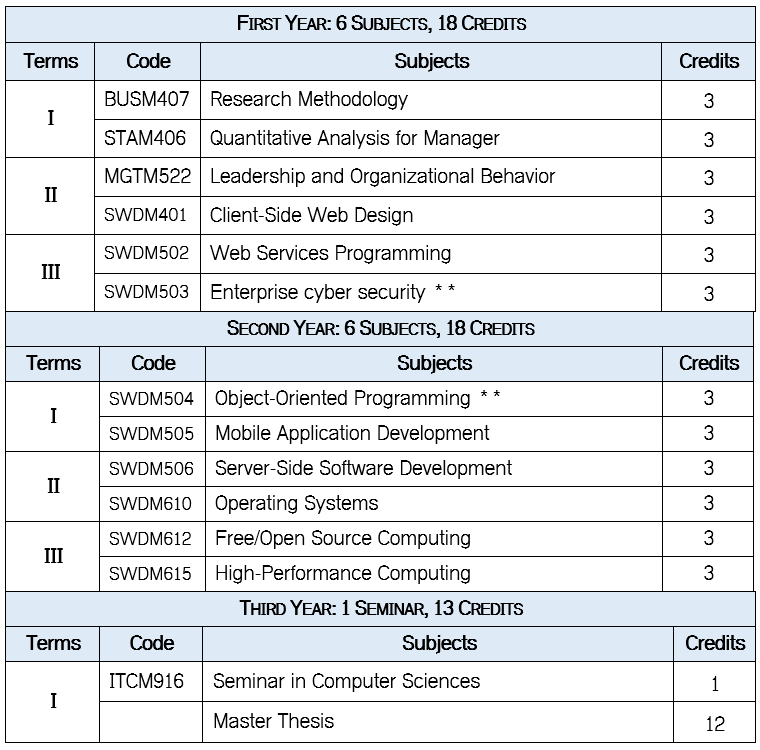 FIRST YEAR: 6 SUBJECTS, 18 CREDITS
Terms Code Subjects Credits
I BUSM407 Research Methodology 3
STAM406 Quantitative Analysis for Manager 3
II MGTM522 Leadership and Organizational Behavior 3
SWDM401 Client-Side Web Design 3
III SWDM502 Web Services Programming 3
SWDM503 Enterprise cyber security ** 3
SECOND YEAR: 6 SUBJECTS, 18 CREDITS
Terms Code Subjects Credits
I SWDM504 Object-Oriented Programming ** 3
SWDM505 Mobile Application Development 3
II SWDM506 Server-Side Software Development 3
SWDM610 Operating Systems 3
III SWDM612 Free/Open Source Computing 3
SWDM615 High-Performance Computing 3
THIRD YEAR: 1 SEMINAR, 13 CREDITS
Terms Code Subjects Credits
I ITCM916 Seminar in Computer Sciences 1
Master Thesis 12